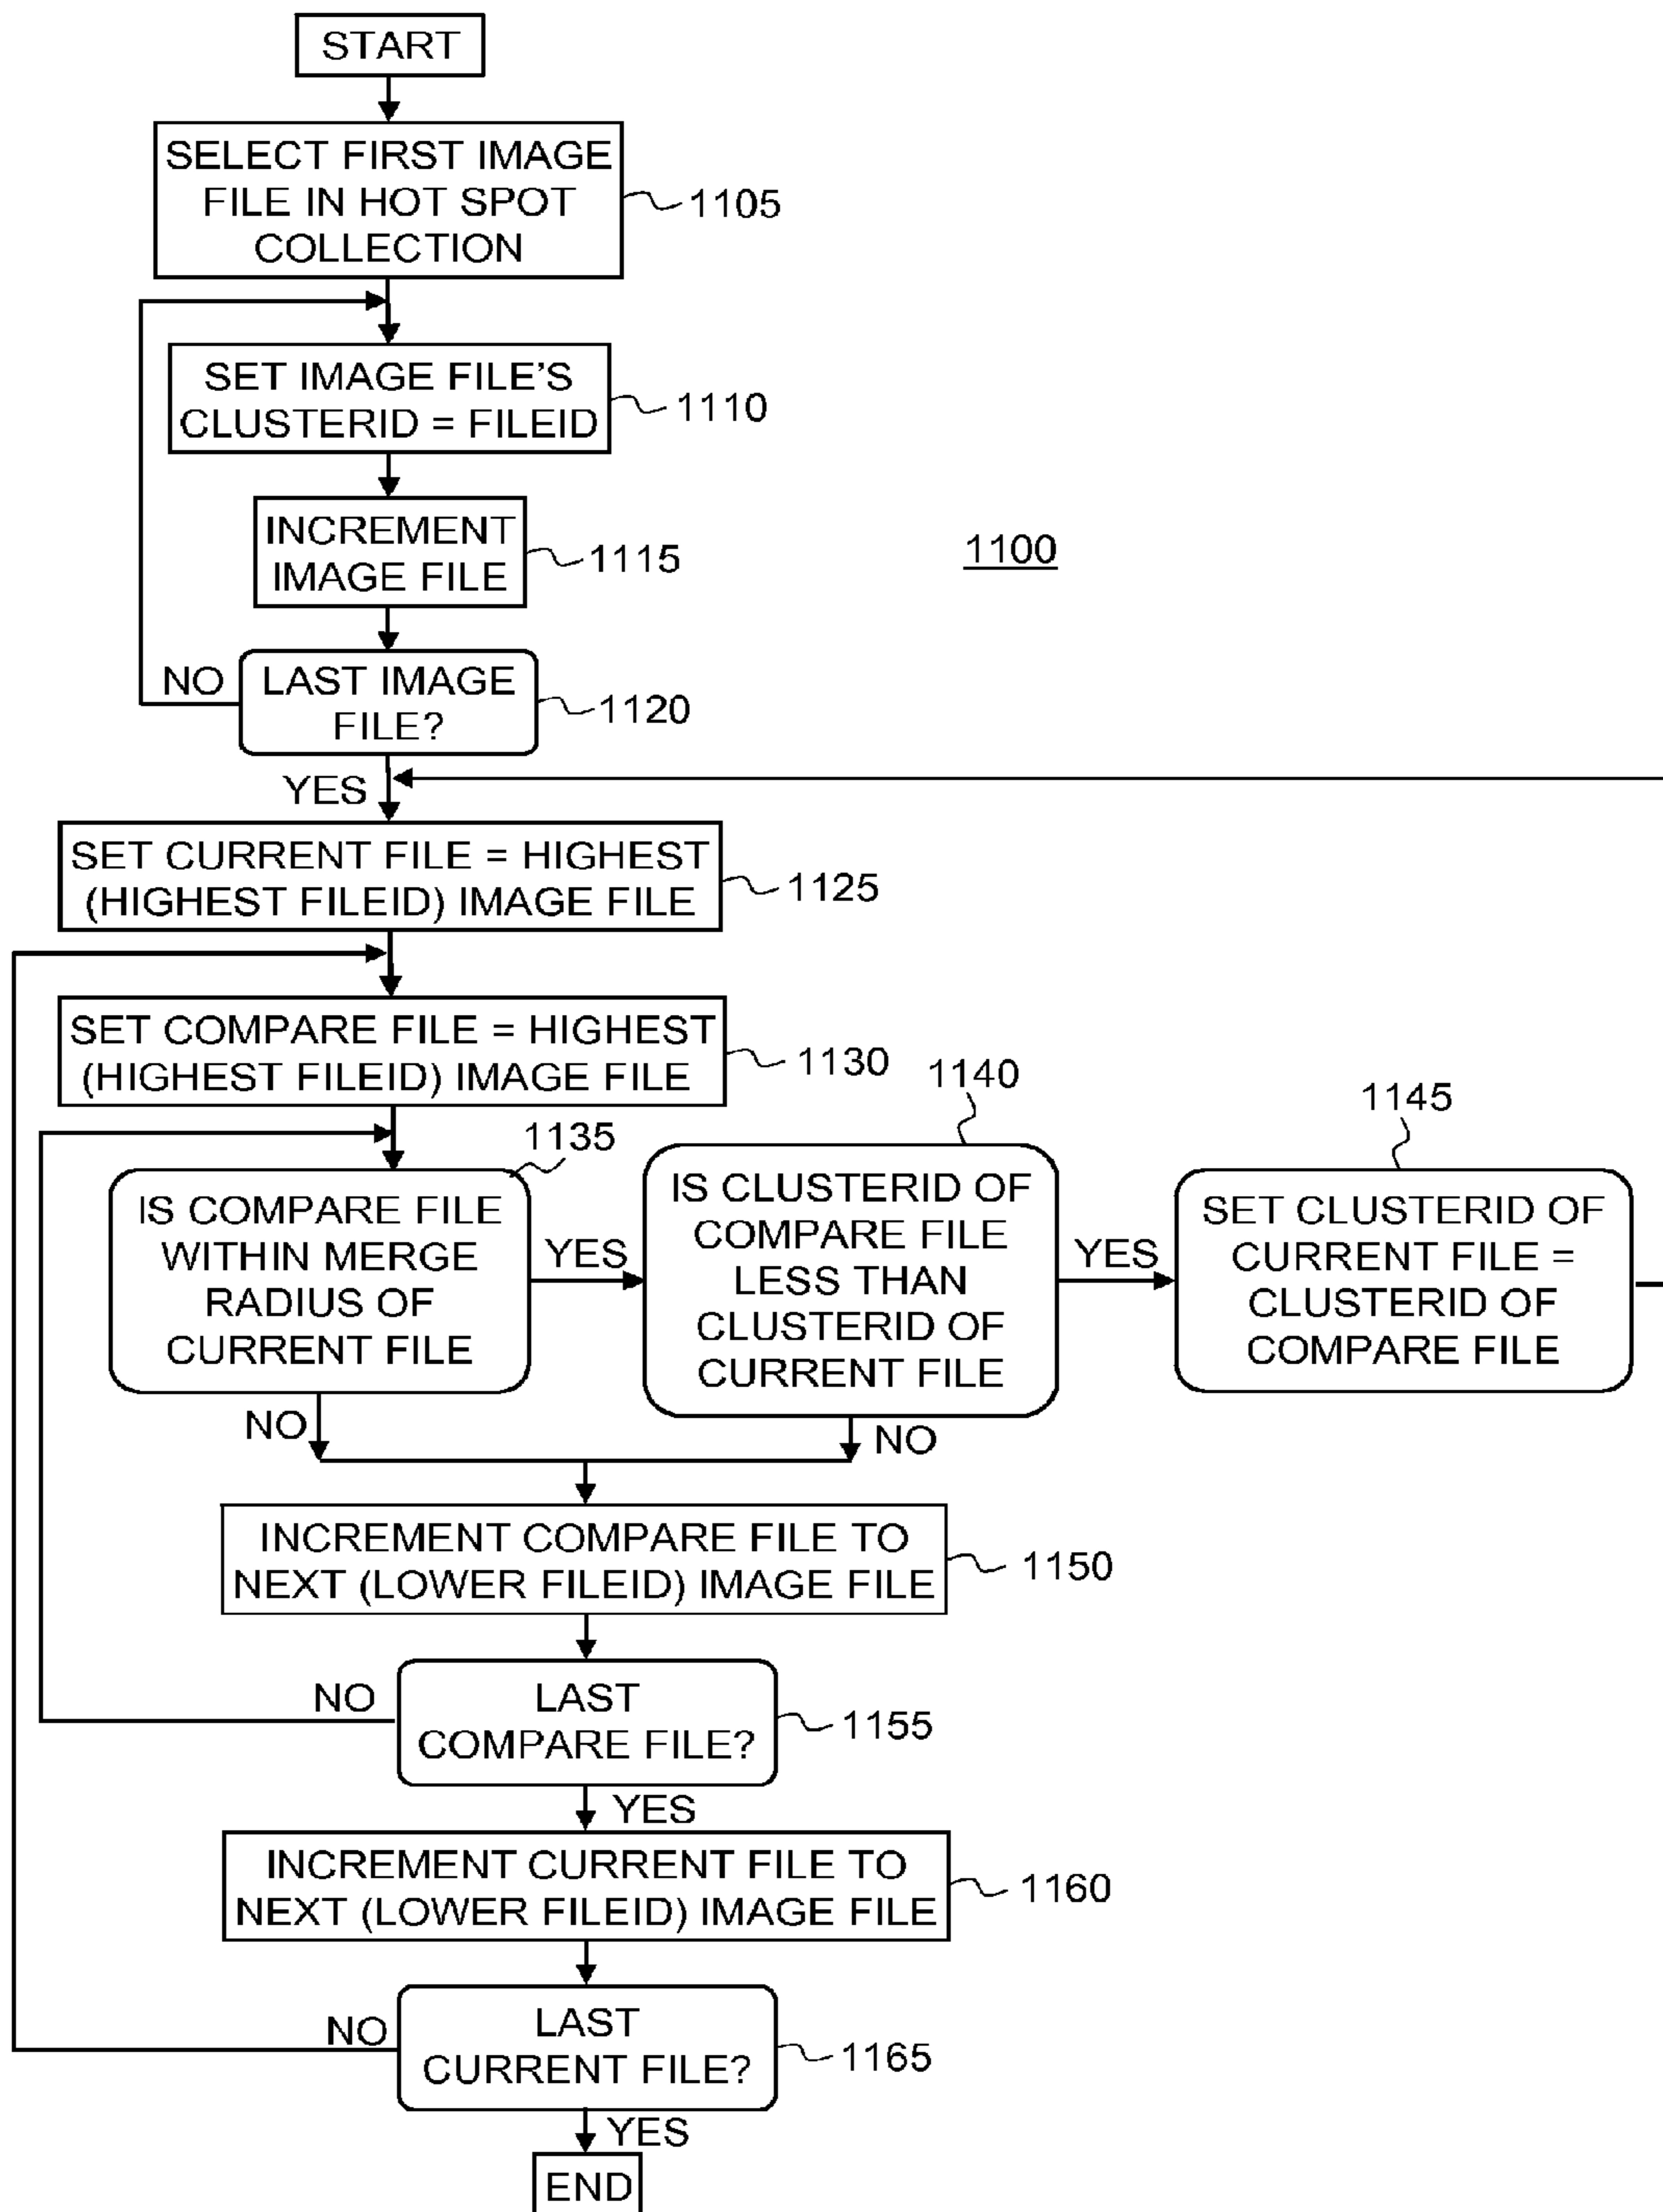 START
SELECT FIRST IMAGE
FILE IN HOT SPOT
COLLECTION
1105
SET IMAGE FILE'S
CLUSTERID = FILEID
1110
INCREMENT
IMAGE FILE
1115
1100
LAST IMAGE
FILE?
1120
NO
YES
SET CURRENT FILE = HIGHEST
(HIGHEST FILEID) IMAGE FILE
1125
SET COMPARE FILE = HIGHEST
(HIGHEST FILEID) IMAGE FILE
1130
1135
IS COMPARE FILE
WITHIN MERGE
RADIUS OF
CURRENT FILE
YES
NO
1140
IS CLUSTERID OF
COMPARE FILE
LESS THAN
CLUSTERID OF
CURRENT FILE
YES
NO
1145
SET CLUSTERID OF
CURRENT FILE =
CLUSTERID OF
COMPARE FILE
INCREMENT COMPARE FILE TO
NEXT (LOWER FILEID) IMAGE FILE
1150
NO
LAST
COMPARE FILE?
1155
YES
INCREMENT CURRENT FILE TO
NEXT (LOWER FILEID) IMAGE FILE
1160
NO
LAST
CURRENT FILE?
1165
YES
END